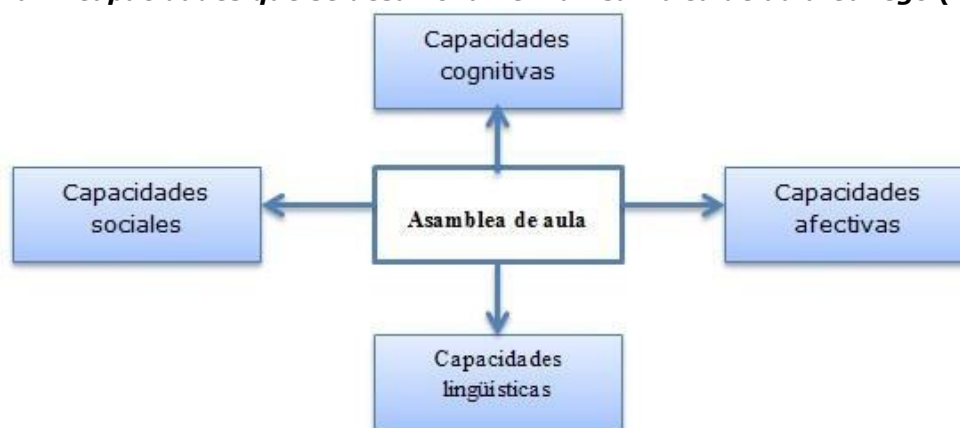 Capacidades
cognitivas
Capacidades
sociales
Asamblea de aula
Capacidades
afectivas
Capacidades
lingüísticas